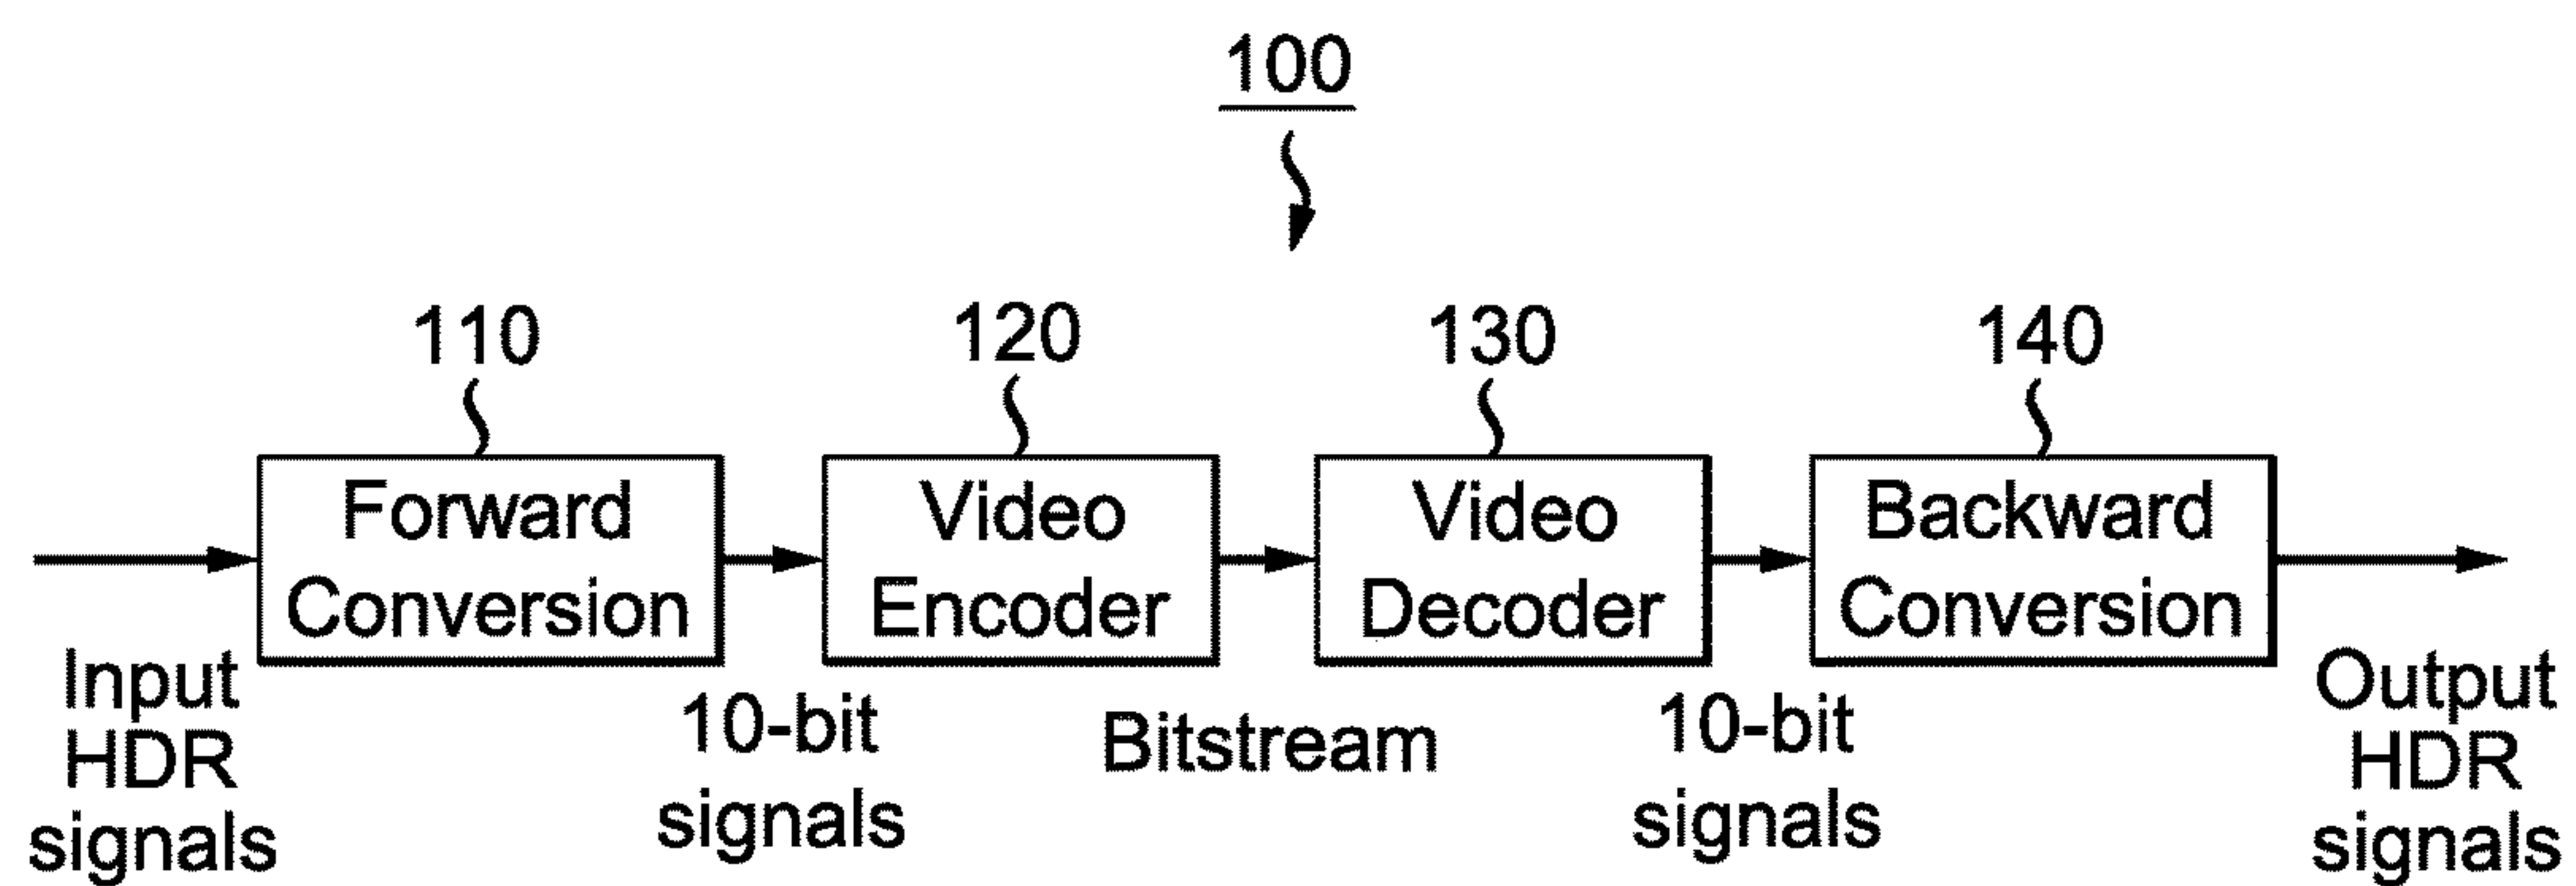 100
110
120
130
140
Forward
Conversion
Video
Encoder
Video
Decoder
Backward
Conversion
Input
HDR
signals
10-bit
signals
Bitstream
10-bit
signals
Output
HDR
signals